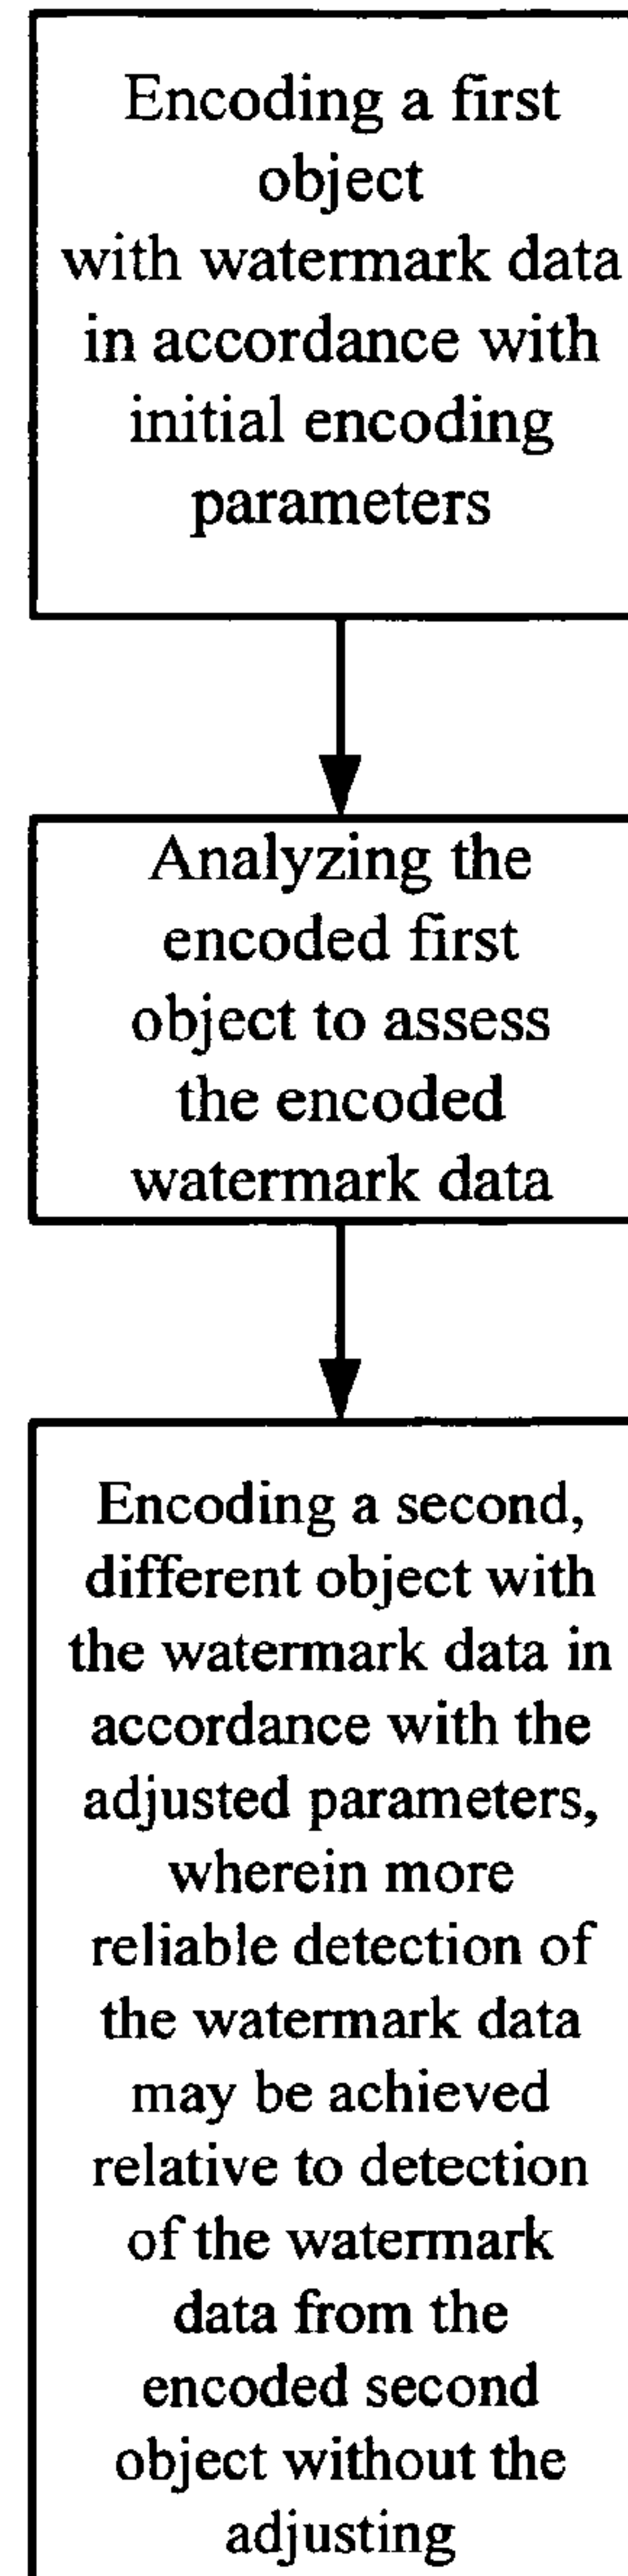 Encoding a first
object
with watermark data
in accordance with
initial encoding
parameters
Analyzing the
encoded first
object to assess
the encoded
watermark data
Encoding a second,
different object with
the watermark data in
accordance with the
adjusted parameters,
wherein more
reliable detection of
the watermark data
may be achieved
relative to detection
of the watermark
data from the
encoded second
object without the
adjusting